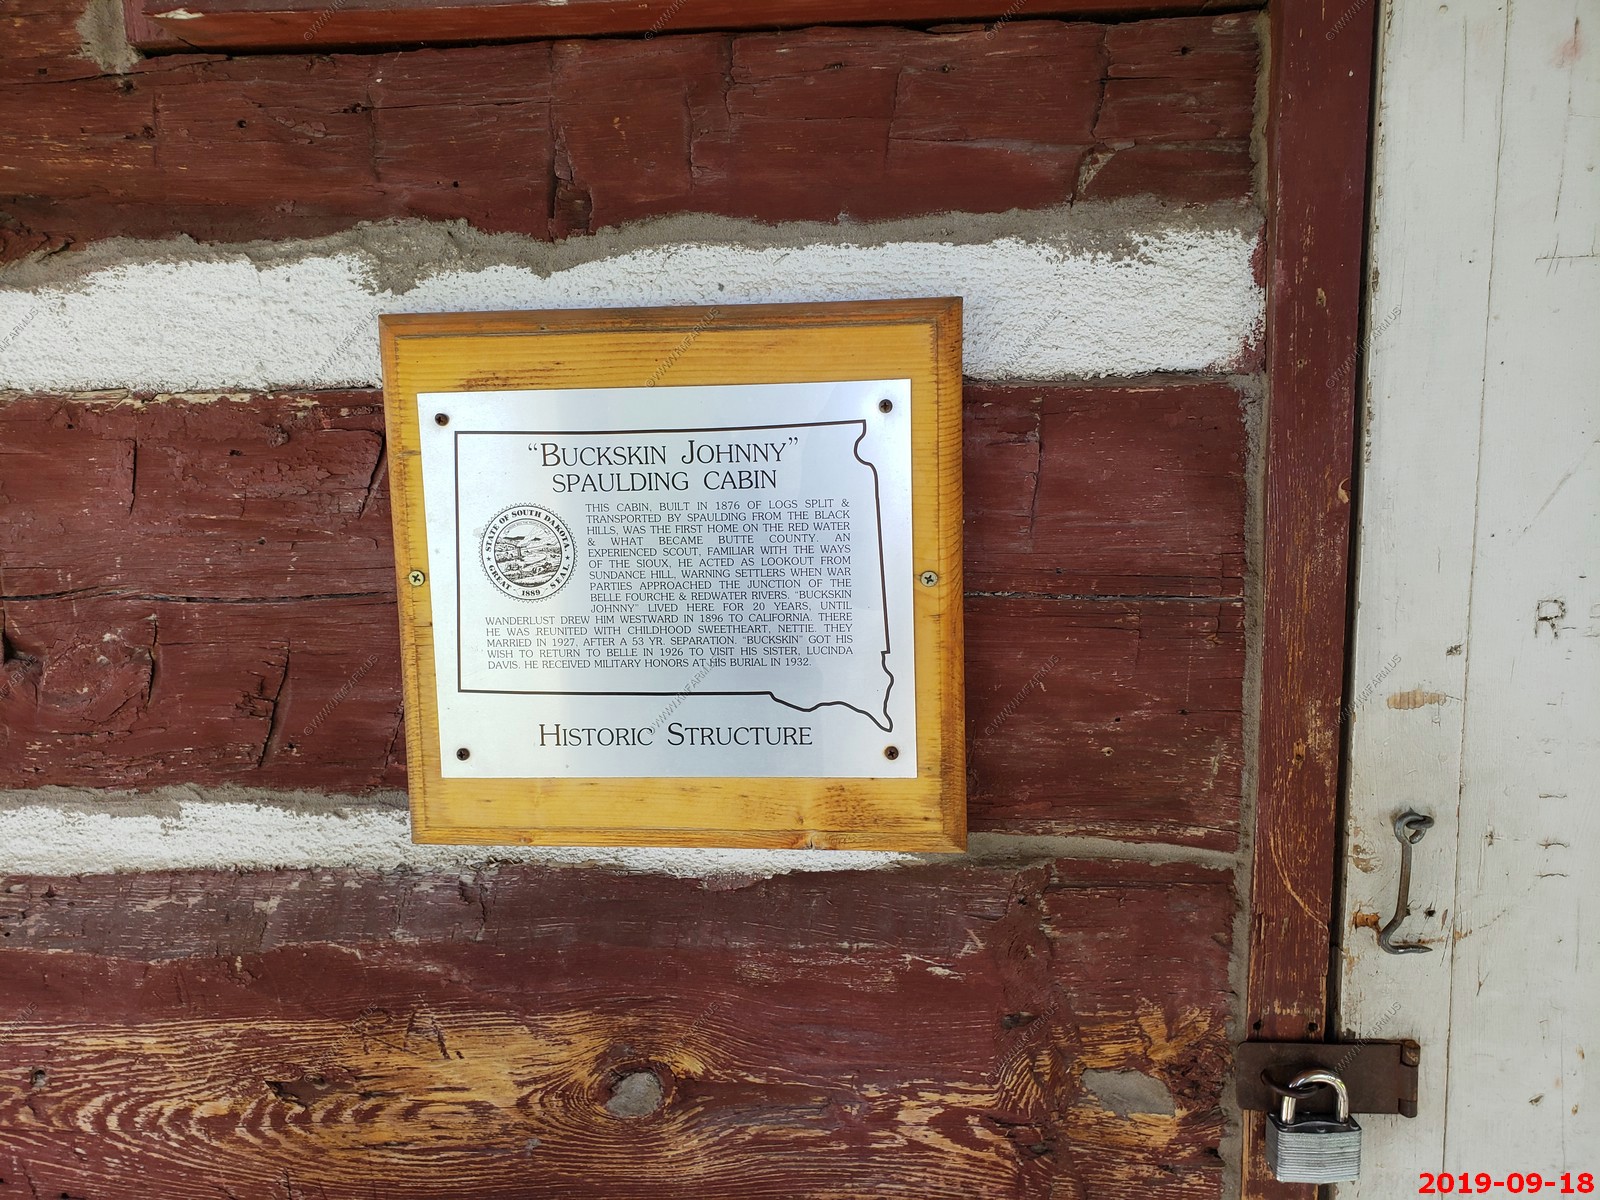 "BUCKSKIN JOHNNY"
SPAULDING CABIN
STATE OF SOUTH DAKOTA
GREAT SEAL
1889
THIS CABIN, BUILT IN 1876 OF LOGS SPLIT &
TRANSPORTED BY SPAULDING FROM THE BLACK
HILLS, WAS THE FIRST HOME ON THE RED WATER
& WHAT BECAME BUTTE COUNTY. AN
EXPERIENCED SCOUT, FAMILIAR WITH THE WAYS
OF THE SIOUX, HE ACTED AS LOOKOUT FROM
SUNDANCE HILL, WARNING SETTLERS WHEN WAR
PARTIES APPROACHED THE JUNCTION OF THE
BELLE FOURCHE & REDWATER RIVERS. "BUCKSKIN
JOHNNY" LIVED HERE FOR 20 YEARS, UNTIL
WANDERLUST DREW HIM WESTWARD IN 1896 TO CALIFORNIA. THERE
HE WAS REUNITED WITH CHILDHOOD SWEETHEART, NETTIE. THEY
MARRIED IN 1927, AFTER A 53 YR. SEPARATION. "BUCKSKIN" GOT HIS
WISH TO RETURN TO BELLE IN 1926 TO VISIT HIS SISTER, LUCINDA
DAVIS. HE RECEIVED MILITARY HONORS AT HIS BURIAL IN 1932.
HISTORIC STRUCTURE
©WWW.KMFARM.US
2019-09-18